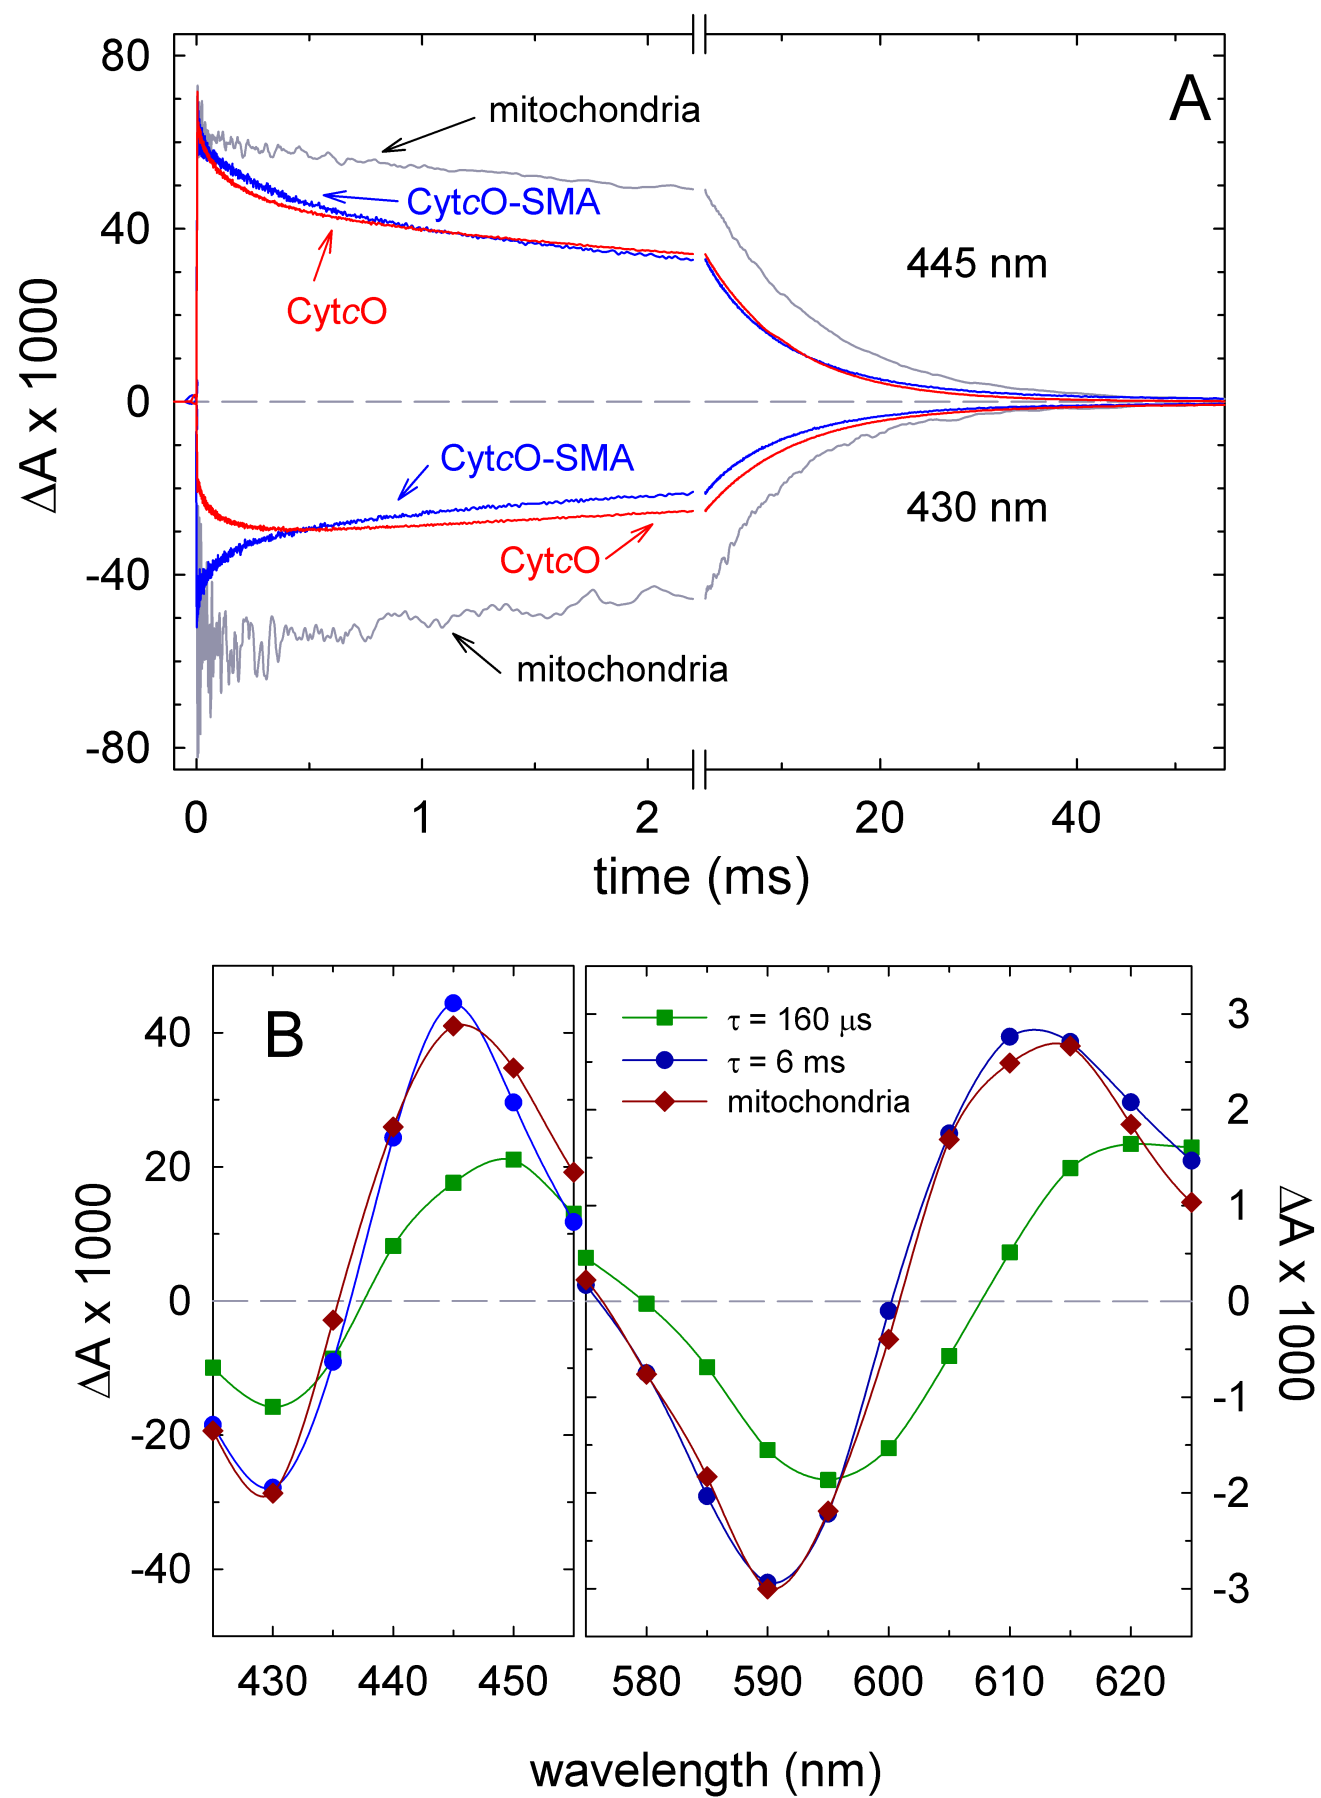 80
A
mitochondria
CytcO-SMA
40
445 nm
CytcO
ΔA x 1000
0
CytcO-SMA
430 nm
CytcO
-40
mitochondria
-80
0 1 2 20 40
time (ms)
B
τ = 160 μs
τ = 6 ms
mitochondria
40
20
0
-20
-40
ΔA x 1000
3
2
1
0
-1
-2
-3
ΔA x 1000
430 440 450 580 590 600 610 620
wavelength (nm)